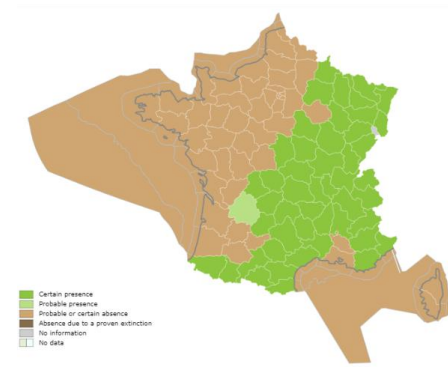 Certain presence
Probable presence
Probable or certain absence
Absence due to a proven extinction
No information
No data